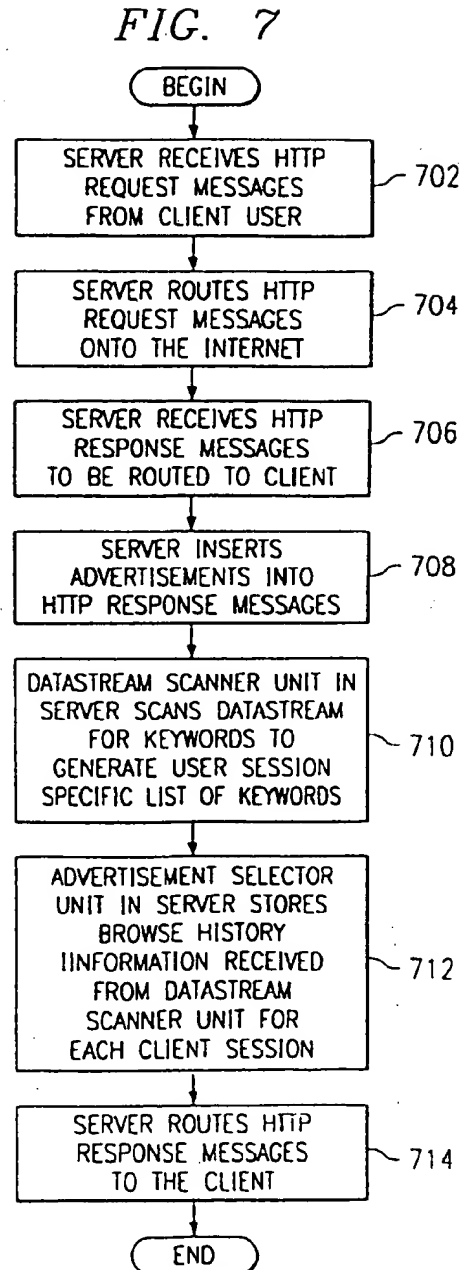 FIG. 7
BEGIN
SERVER RECEIVES HTTP
REQUEST MESSAGES
FROM CLIENT USER
702
SERVER ROUTES HTTP
REQUEST MESSAGES
ONTO THE INTERNET
704
SERVER RECEIVES HTTP
RESPONSE MESSAGES
TO BE ROUTED TO CLIENT
706
SERVER INSERTS
ADVERTISEMENTS INTO
HTTP RESPONSE MESSAGES
708
DATASTREAM SCANNER UNIT IN
SERVER SCANS DATASTREAM
FOR KEYWORDS TO
GENERATE USER SESSION
SPECIFIC LIST OF KEYWORDS
710
ADVERTISEMENT SELECTOR
UNIT IN SERVER STORES
BROWSE HISTORY
IINFORMATION RECEIVED
FROM DATASTREAM
SCANNER UNIT FOR
EACH CLIENT SESSION
712
SERVER ROUTES HTTP
RESPONSE MESSAGES
TO THE CLIENT
714
END